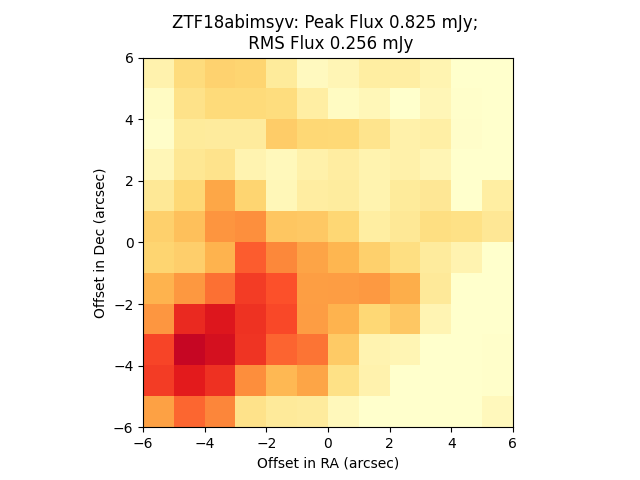 ZTF18abimsyv: Peak Flux 0.825 mJy;
RMS Flux 0.256 mJy
6
4
2
0
−2
−4
−6
Offset in Dec (arcsec)
−6 −4 −2 0 2 4 6
Offset in RA (arcsec)